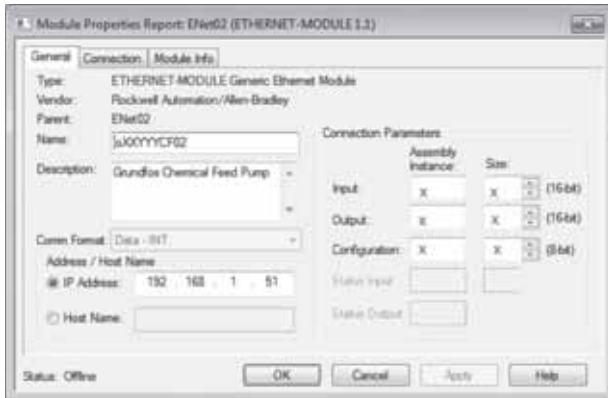 Module Properties Report: ENet02 (ETHERNET-MODULE 1.1)
General Connection Module Info
Type: ETHERNET-MODULE Generic Ethernet Module
Vendor: Rockwell Automation/Allen-Bradley
Parent: ENet02
Name:
Description: Grundfos Chemical Feed Pump
Comm Format: Data - INT
Address / Host Name
IP Address: 192 . 168 . 1 . 51
Host Name:
Connection Parameters
Assembly Instance: Size:
Input: x x (16-bit)
Output: x x (16-bit)
Configuration: x x (8-bit)
Status Input:
Status Output:
Status: Offline
OK Cancel Apply Help